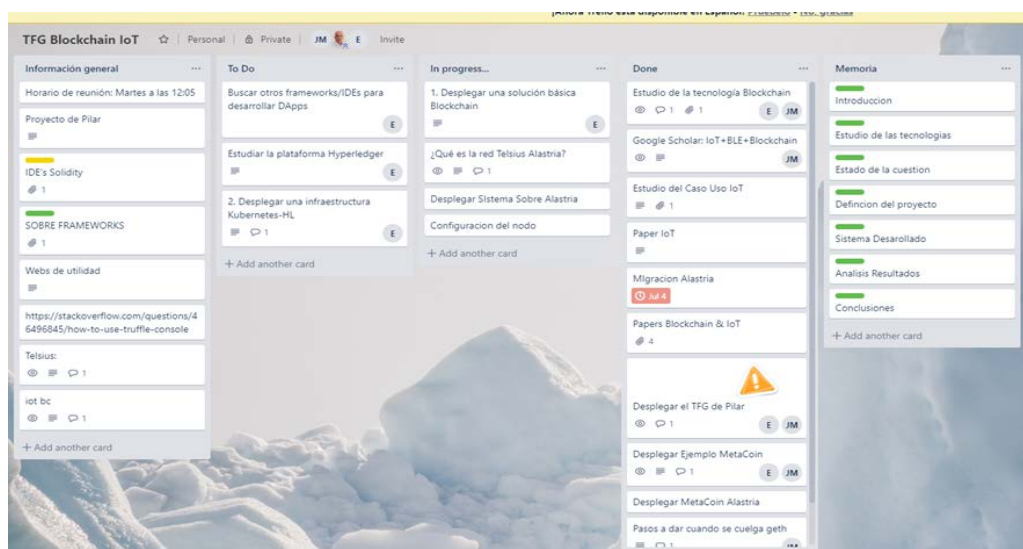 ¡Ahora Trello está disponible en Español! Pruébelo • No, gracias
TFG Blockchain IoT
Personal
Private
JM
E
Invite
Información general
Horario de reunión: Martes a las 12:05
Proyecto de Pilar
IDE's Solidity
1
SOBRE FRAMEWORKS
1
Webs de utilidad
https://stackoverflow.com/questions/4
6496845/how-to-use-truffle-console
Telsius:
1
iot bc
1
+ Add another card
To Do
Buscar otros frameworks/IDEs para
desarrollar DApps
E
Estudiar la plataforma Hyperledger
E
2. Desplegar una infraestructura
Kubernetes-HL
1
E
+ Add another card
In progress...
1. Desplegar una solución básica
Blockchain
E
¿Qué es la red Telsius Alastria?
1
Desplegar SIstema Sobre Alastria
Configuracion del nodo
+ Add another card
Done
Estudio de la tecnología Blockchain
1 1
E JM
Google Scholar: IoT+BLE+Blockchain
JM
Estudio del Caso Uso IoT
1
Paper IoT
MIgracion Alastria
Jul 4
Papers Blockchain & IoT
4
Desplegar el TFG de Pilar
1
E JM
Desplegar Ejemplo MetaCoin
1
E JM
Desplegar MetaCoin Alastria
Pasos a dar cuando se cuelga geth
1
JM
Memoria
Introduccion
Estudio de las tecnologias
Estado de la cuestion
Defincion del proyecto
Sistema Desarollado
Analisis Resultados
Conclusiones
+ Add another card